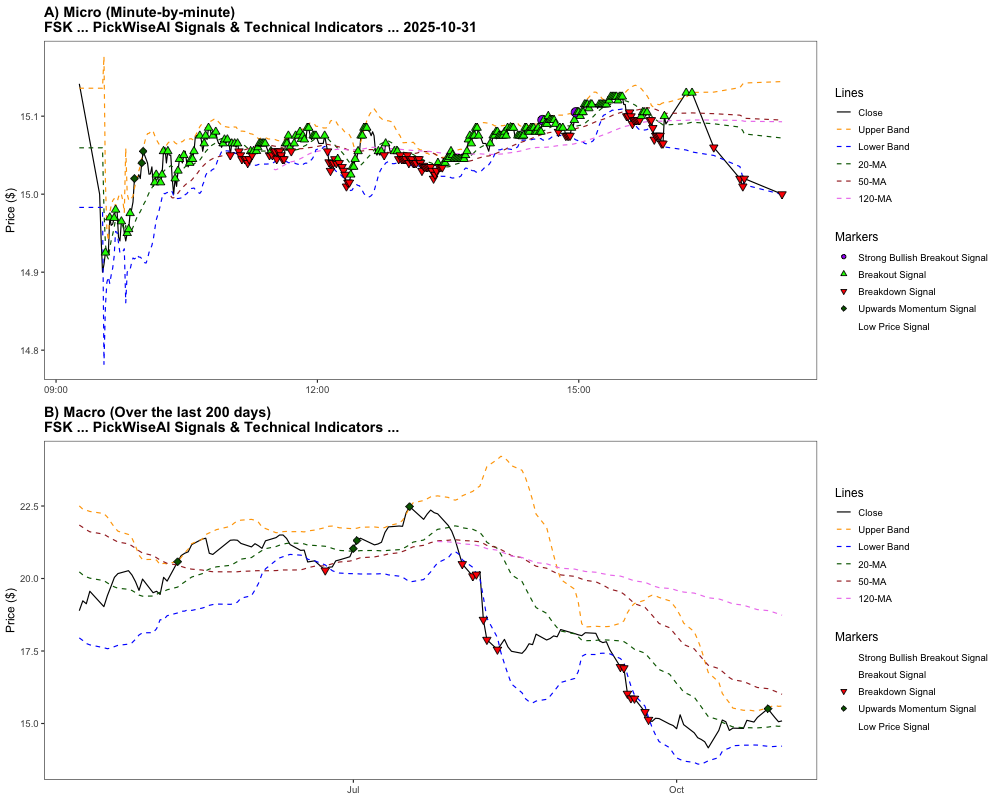 A) Micro (Minute-by-minute)
FSK ... PickWiseAI Signals & Technical Indicators ... 2025-10-31
Price ($)
15.1
15.0
14.9
14.8
09:00
12:00
15:00
Lines
Close
Upper Band
Lower Band
20-MA
50-MA
120-MA
Markers
Strong Bullish Breakout Signal
Breakout Signal
Breakdown Signal
Upwards Momentum Signal
Low Price Signal
B) Macro (Over the last 200 days)
FSK ... PickWiseAI Signals & Technical Indicators ...
Price ($)
22.5
20.0
17.5
15.0
Jul
Oct
Lines
Close
Upper Band
Lower Band
20-MA
50-MA
120-MA
Markers
Strong Bullish Breakout Signal
Breakout Signal
Breakdown Signal
Upwards Momentum Signal
Low Price Signal